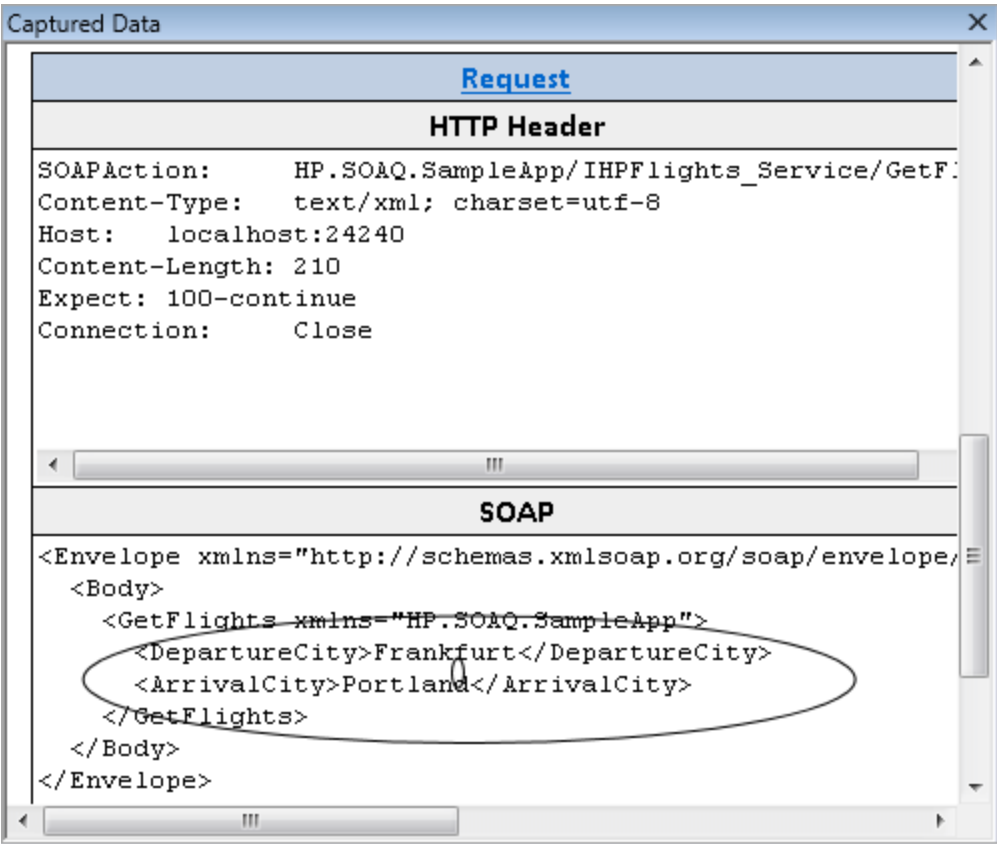 Captured Data
Request
HTTP Header
SOAPAction: HP.SOAQ.SampleApp/IHPFlights_Service/GetF
Content-Type: text/xml; charset=utf-8
Host: localhost:24240
Content-Length: 210
Expect: 100-continue
Connection: Close
SOAP
<Envelope xmlns="http://schemas.xmlsoap.org/soap/envelope/
<Body>
<GetFlights xmlns="HP.SOAQ.SampleApp">
<DepartureCity>Frankfurt</DepartureCity>
<ArrivalCity>Portland</ArrivalCity>
</GetFlights>
</Body>
</Envelope>